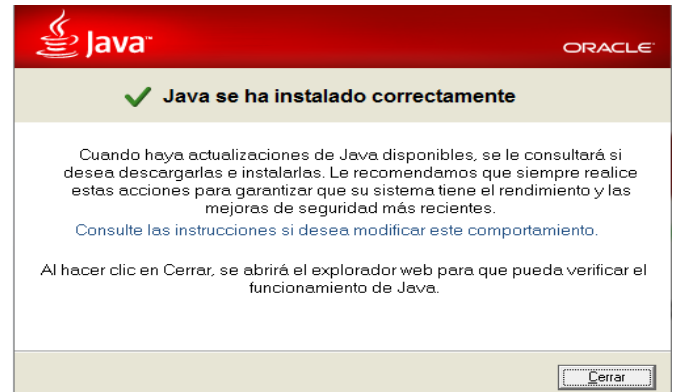 Java™
ORACLE®
Java se ha instalado correctamente
Cuando haya actualizaciones de Java disponibles, se le consultará si
desea descargarlas e instalarlas. Le recomendamos que siempre realice
estas acciones para garantizar que su sistema tiene el rendimiento y las
mejoras de seguridad más recientes.
Consulte las instrucciones si desea modificar este comportamiento.
Al hacer clic en Cerrar, se abrirá el explorador web para que pueda verificar el
funcionamiento de Java.
Cerrar